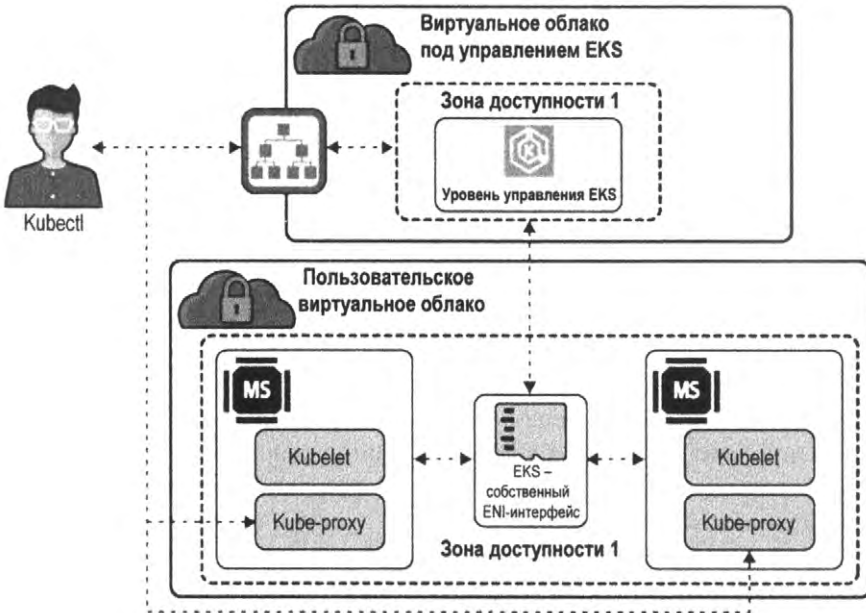 Виртуальное облако
под управлением EKS
Зона доступности 1
K
Уровень управления EKS
Kubectl
Пользовательское
виртуальное облако
MS
Kubelet
Kube-proxy
EKS –
собственный
ENI-интерфейс
Зона доступности 1
MS
Kubelet
Kube-proxy